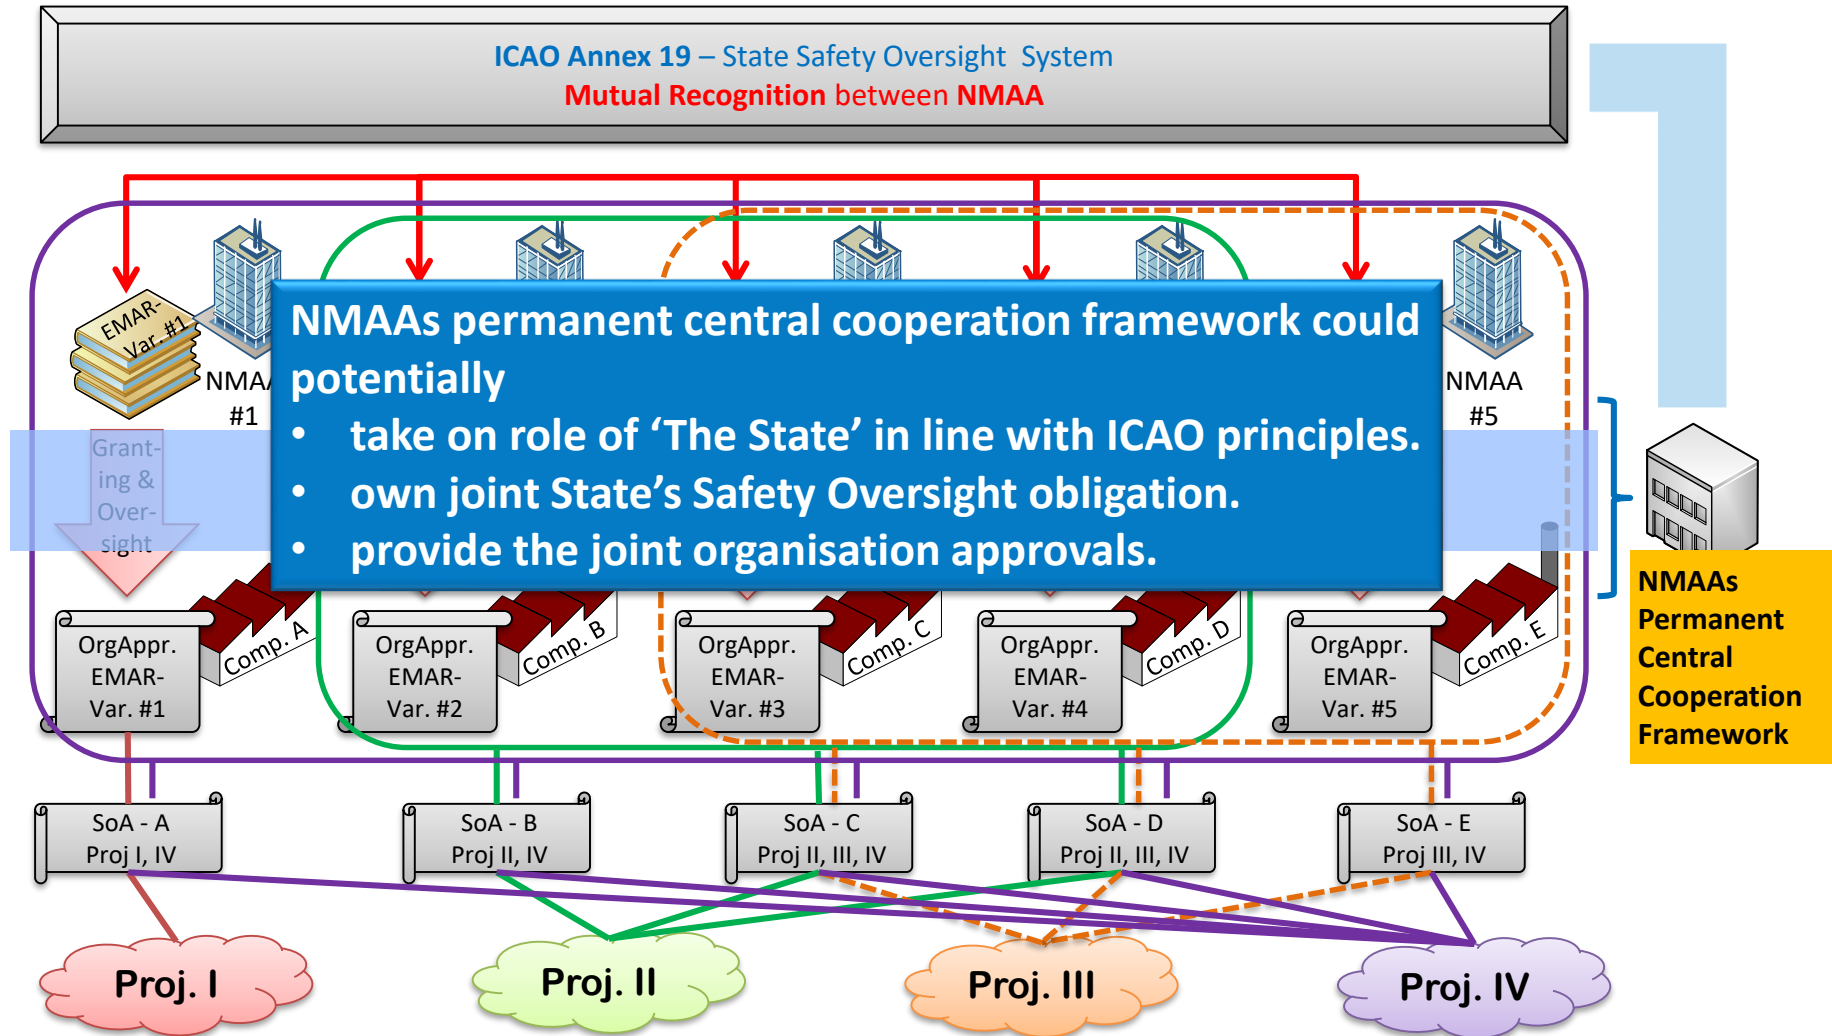 ICAO Annex 19 – State Safety Oversight System
Mutual Recognition between NMAA
EMAR-
Var. #1
NMAA
#1
NMAA
#5
NMAAs permanent central cooperation framework could
potentially
• take on role of ‘The State’ in line with ICAO principles.
• own joint State’s Safety Oversight obligation.
• provide the joint organisation approvals.
Grant-
ing &
Over-
sight
NMAAs
Permanent
Central
Cooperation
Framework
OrgAppr.
EMAR-
Var. #1
Comp. A
OrgAppr.
EMAR-
Var. #2
Comp. B
OrgAppr.
EMAR-
Var. #3
Comp. C
OrgAppr.
EMAR-
Var. #4
Comp. D
OrgAppr.
EMAR-
Var. #5
Comp. E
SoA - A
Proj I, IV
SoA - B
Proj II, IV
SoA - C
Proj II, III, IV
SoA - D
Proj II, III, IV
SoA - E
Proj III, IV
Proj. I
Proj. II
Proj. III
Proj. IV